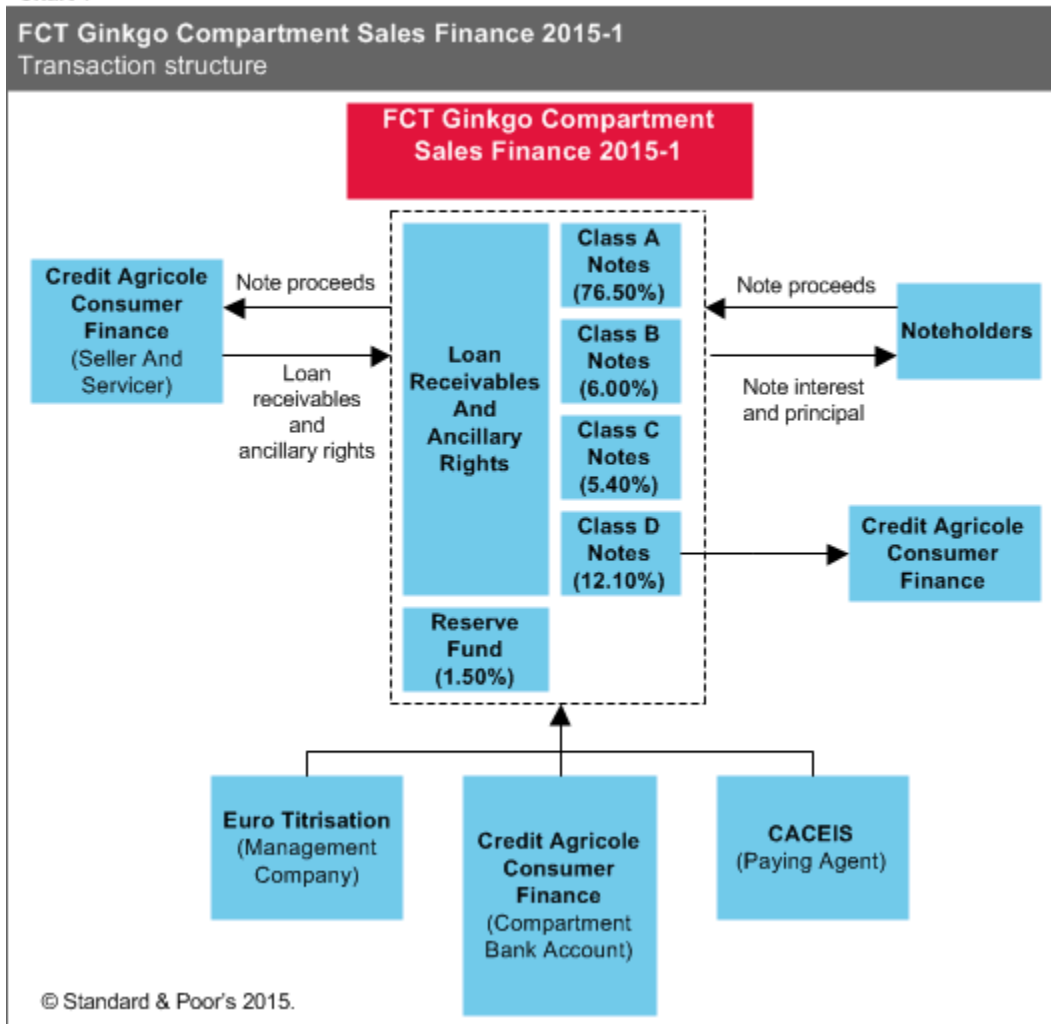 FCT Ginkgo Compartment Sales Finance 2015-1
Transaction structure
FCT Ginkgo Compartment
Sales Finance 2015-1
Credit Agricole
Consumer
Finance
(Seller And
Servicer)
Note proceeds
Loan
receivables
and
ancillary rights
Loan
Receivables
And
Ancillary
Rights
Class A
Notes
(76.50%)
Class B
Notes
(6.00%)
Class C
Notes
(5.40%)
Class D
Notes
(12.10%)
Reserve
Fund
(1.50%)
Note proceeds
Note interest
and principal
Noteholders
Credit Agricole
Consumer
Finance
Euro Titrisation
(Management
Company)
Credit Agricole
Consumer
Finance
(Compartment
Bank Account)
CACEIS
(Paying Agent)
© Standard & Poor's 2015.